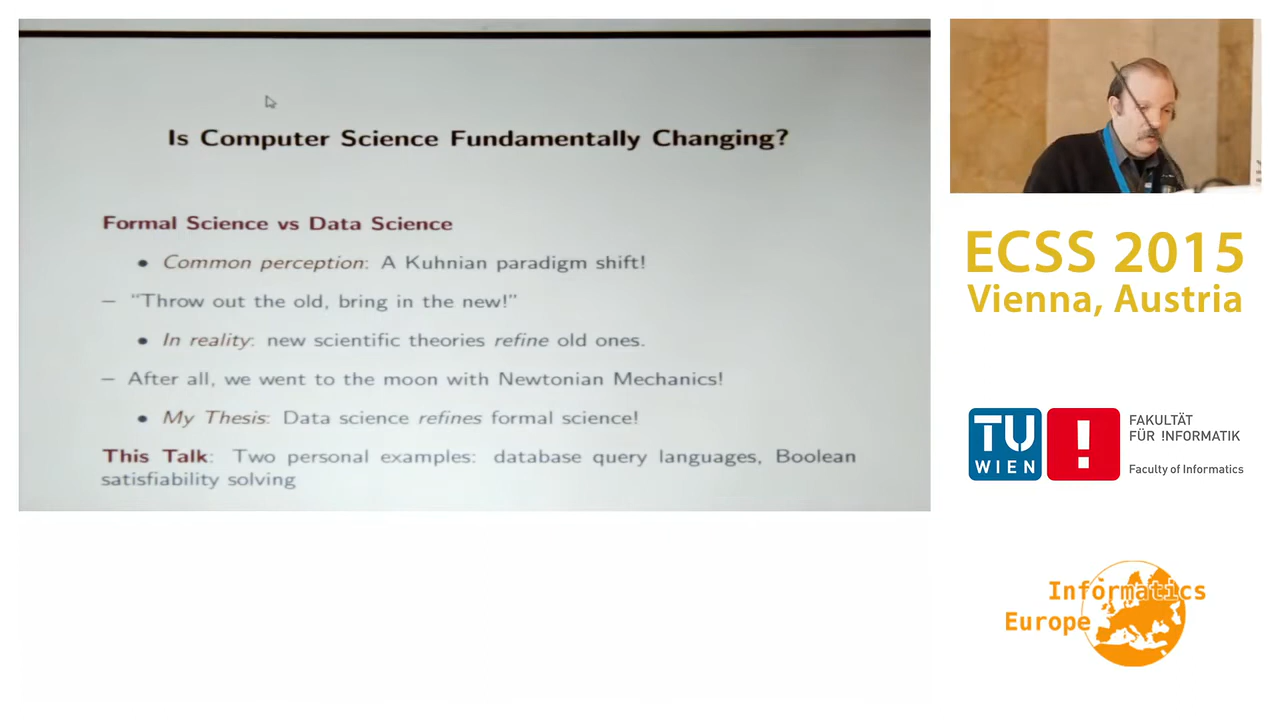 Is Computer Science Fundamentally Changing?
Formal Science vs Data Science
• Common perception: A Kuhnian paradigm shift!
– “Throw out the old, bring in the new!”
• In reality: new scientific theories refine old ones.
– After all, we went to the moon with Newtonian Mechanics!
• My Thesis: Data science refines formal science!
This Talk: Two personal examples: database query languages, Boolean
satisfiability solving
ECSS 2015
Vienna, Austria
TU
WIEN
!
FAKULTÄT
FÜR !NFORMATIK
Faculty of Informatics
Informatics
Europe